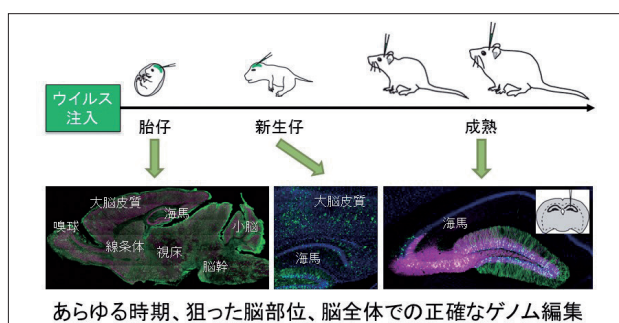 ウイルス
注入
胎仔
新生仔
成熟
大脳皮質
海馬
嗅球
小脳
線条体
視床
脳幹
大脳皮質
海馬
海馬
あらゆる時期、狙った脳部位、脳全体での正確なゲノム編集